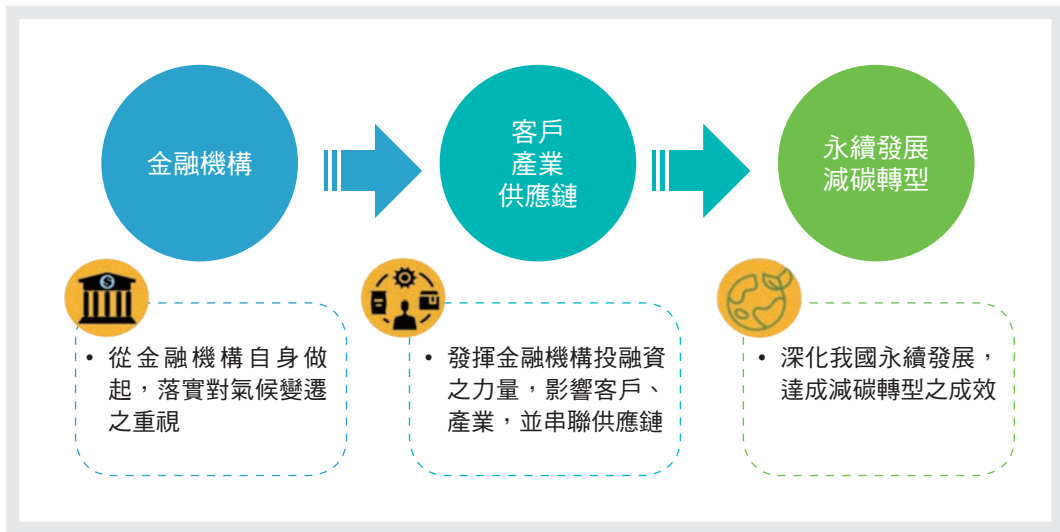 金融機構
客戶
產業
供應鏈
永續發展
減碳轉型
• 從金融機構自身做
起，落實對氣候變遷
之重視
• 發揮金融機構投融資
之力量，影響客戶、
產業，並串聯供應鏈
• 深化我國永續發展，
達成減碳轉型之成效